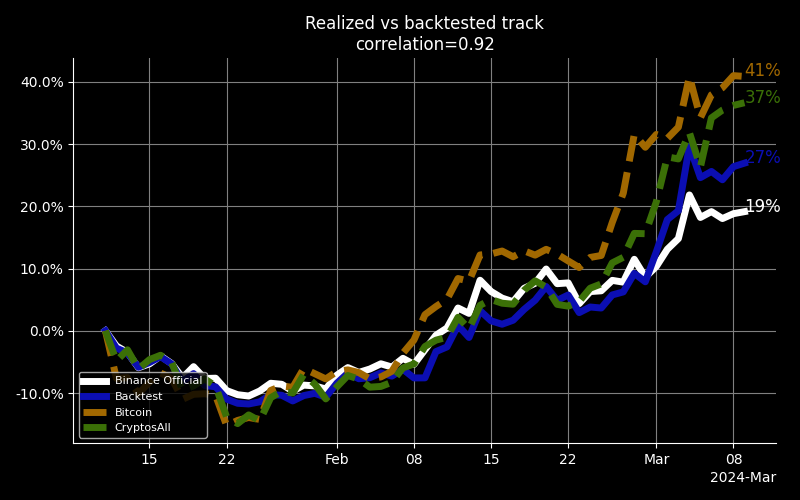 Realized vs backtested track
correlation=0.92
40.0%
30.0%
20.0%
10.0%
0.0%
-10.0%
41%
37%
27%
19%
Binance Official
Backtest
Bitcoin
CryptosAll
15
22
Feb
08
15
22
Mar
08
2024-Mar